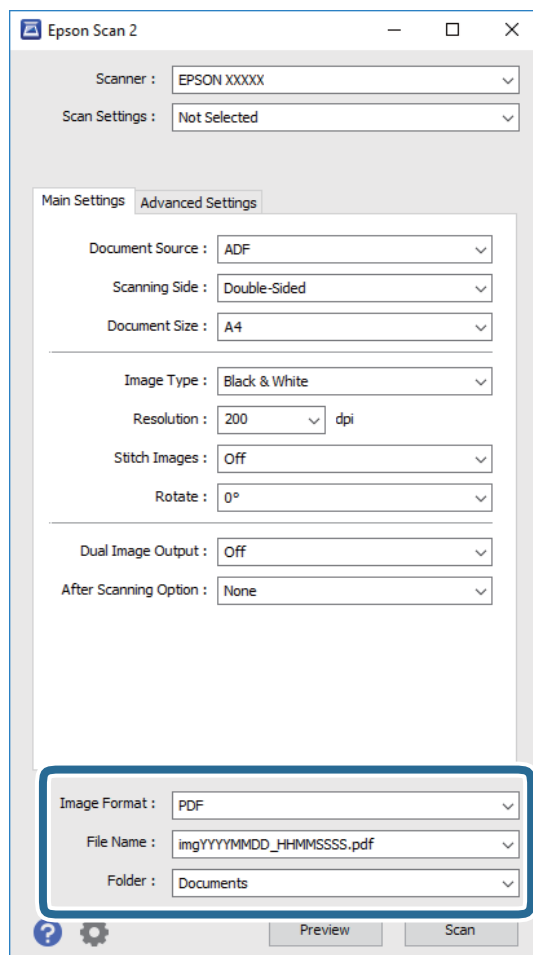 Epson Scan 2
Scanner : EPSON XXXXX
Scan Settings : Not Selected
Main Settings Advanced Settings
Document Source : ADF
Scanning Side : Double-Sided
Document Size : A4
Image Type : Black & White
Resolution : 200 dpi
Stitch Images : Off
Rotate : 0°
Dual Image Output : Off
After Scanning Option : None
Image Format : PDF
File Name : imgYYYYMMDD_HHMMSSSS.pdf
Folder : Documents
? Preview Scan